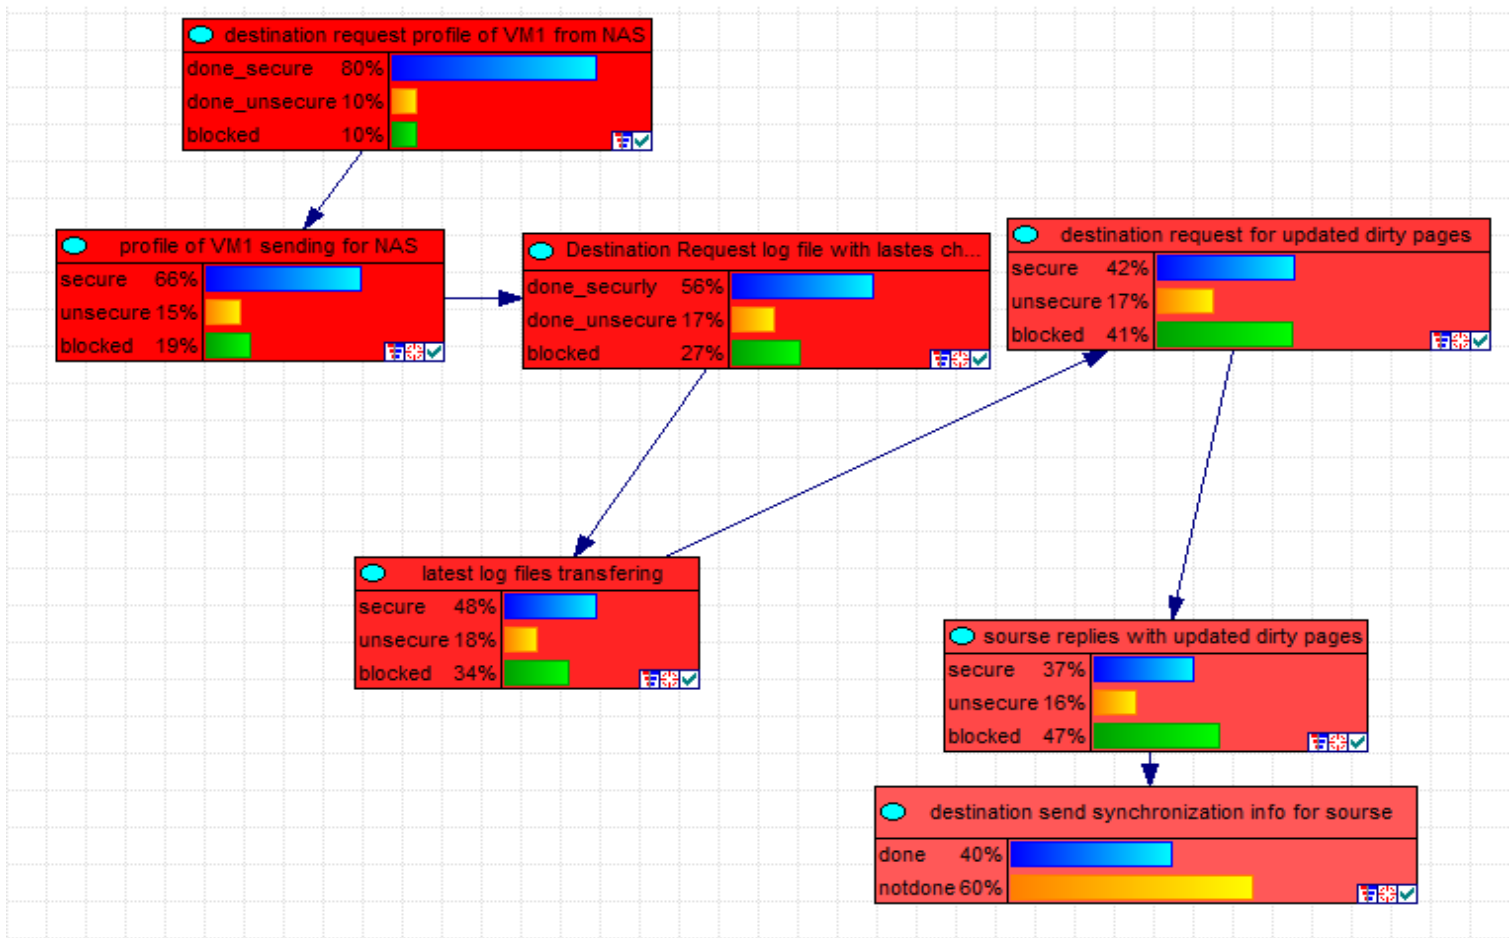 destination request profile of VM1 from NAS
done_secure 80%
done_unsecure 10%
blocked 10%
profile of VM1 sending for NAS
secure 66%
unsecure 15%
blocked 19%
Destination Request log file with lastes ch...
done_securly 56%
done_unsecure 17%
blocked 27%
destination request for updated dirty pages
secure 42%
unsecure 17%
blocked 41%
latest log files transfering
secure 48%
unsecure 18%
blocked 34%
sourse replies with updated dirty pages
secure 37%
unsecure 16%
blocked 47%
destination send synchronization info for sourse
done 40%
notdone 60%